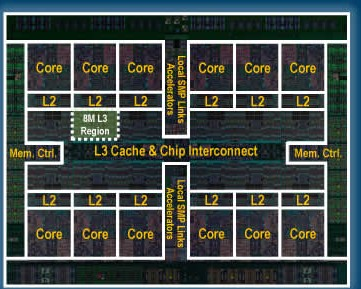 Core Core Core Core Core Core
Local SMP Links
Accelerators
L2 L2 L2 L2 L2 L2
8M L3
Region
Mem. Ctrl. L3 Cache & Chip Interconnect Mem. Ctrl.
Local SMP Links
Accelerators
L2 L2 L2 L2 L2 L2
Core Core Core Core Core Core